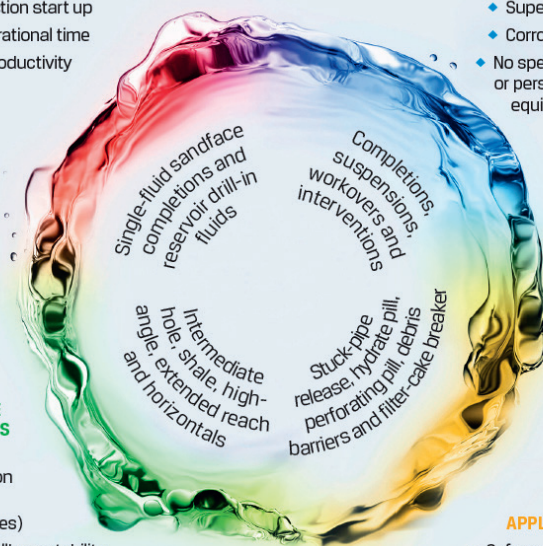 tion start up
rational time
oductivity
◆ Supe
◆ Corro
◆ No spe
or pers
equi
Single-fluid sandface
completions and
reservoir drill-in
fluids
Completions,
suspensions,
workovers and
interventions
Intermediate
hole, shale, high-
angle, extended reach
and horizontals
Stuck-pipe
release, hydrate pill,
perforating pill, debris
barriers and filter-cake breaker
S
on
es)
APPL